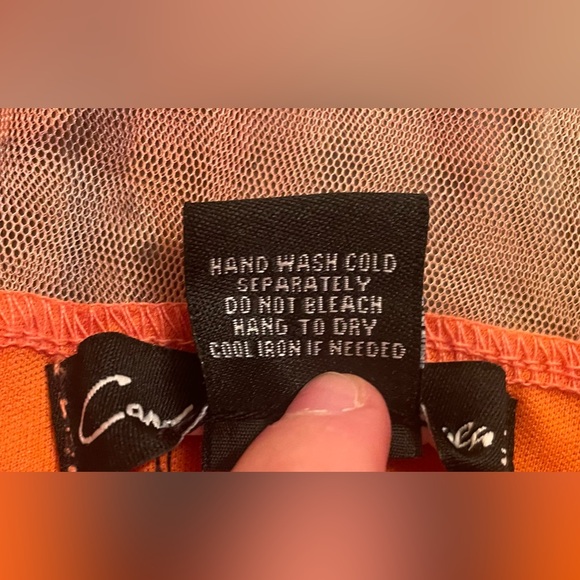 HAND WASH COLD
SEPARATELY
DO NOT BLEACH
HANG TO DRY
COOL IRON IF NEEDED